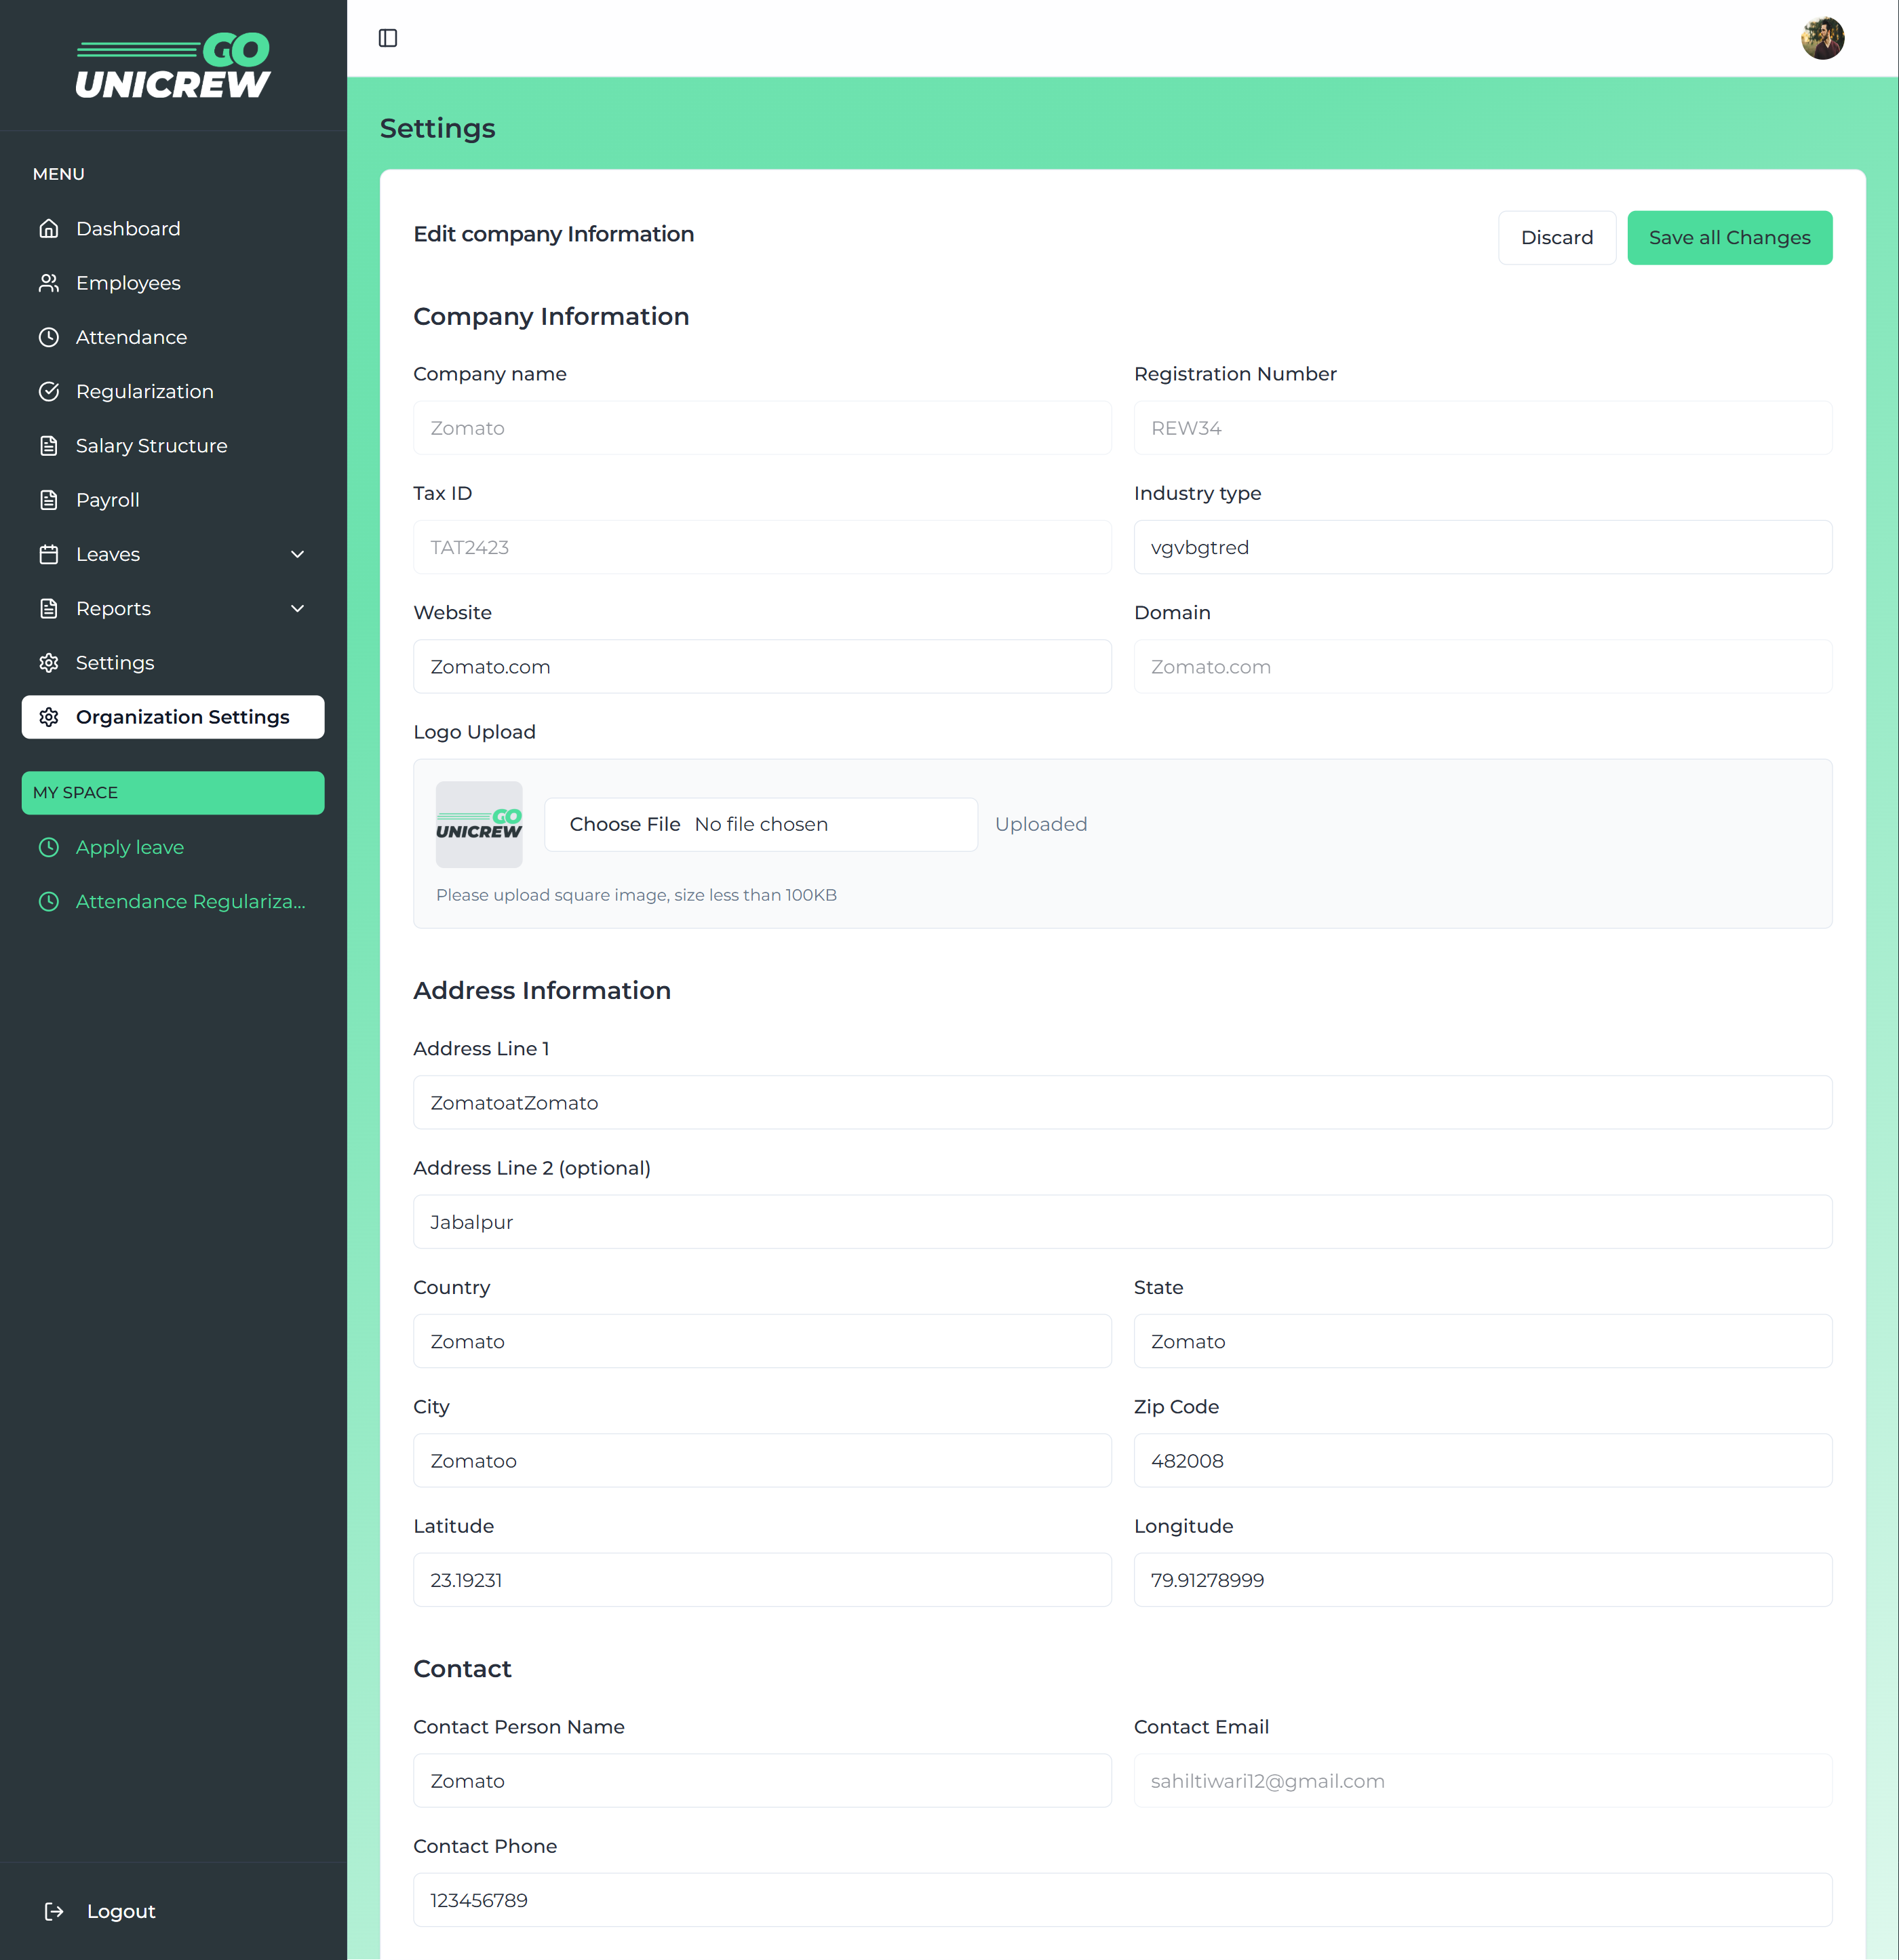 GO
UNICREW
MENU
Dashboard
Employees
Attendance
Regularization
Salary Structure
Payroll
Leaves
Reports
Settings
Organization Settings
MY SPACE
Apply leave
Attendance Regulariza...
Logout
Settings
Edit company Information
Discard
Save all Changes
Company Information
Company name
Registration Number
Zomato
REW34
Tax ID
Industry type
TAT2423
vgvbgtred
Website
Domain
Zomato.com
Zomato.com
Logo Upload
GO
UNICREW
Choose File No file chosen
Uploaded
Please upload square image, size less than 100KB
Address Information
Address Line 1
ZomatoatZomato
Address Line 2 (optional)
Jabalpur
Country
State
Zomato
Zomato
City
Zip Code
Zomatoo
482008
Latitude
Longitude
23.19231
79.91278999
Contact
Contact Person Name
Contact Email
Zomato
sahiltiwari12@gmail.com
Contact Phone
123456789